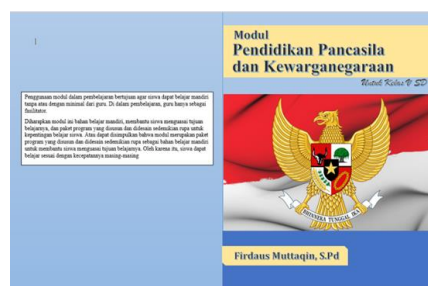 Penggunaan modul dalam pembelajaran bertujuan agar siswa dapat belajar mandiri
tanpa atau dengan minimal dari guru. Di dalam pembelajaran, guru hanya sebagai
fasilitator.
Diharapkan modul ini bahan belajar mandiri, membantu siswa menguasai tujuan
belajarnya, dan paket program yang disusun dan didesain sedemikian rupa untuk
kepentingan belajar siswa. Atau dapat disimpulkan bahwa modul merupakan paket
program yang disusun dan didesain sedemikian rupa sebagai bahan belajar mandiri
untuk membantu siswa menguasai tujuan belajarnya. Oleh karena itu, siswa dapat
belajar sesuai dengan kecepatannya masing-masing
Modul
Pendidikan Pancasila
dan Kewarganegaraan
Untuk Kelas V SD
BHINNEKA TUNGGAL IKA
Firdaus Muttaqin, S.Pd